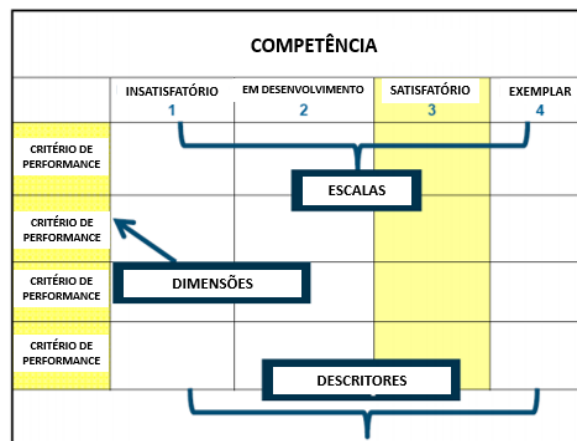 COMPETÊNCIA
INSATISFATÓRIO
EM DESENVOLVIMENTO
SATISFATÓRIO
EXEMPLAR
1
2
3
4
CRITÉRIO DE
PERFORMANCE
ESCALAS
CRITÉRIO DE
PERFORMANCE
CRITÉRIO DE
PERFORMANCE
DIMENSÕES
CRITÉRIO DE
PERFORMANCE
DESCRITORES